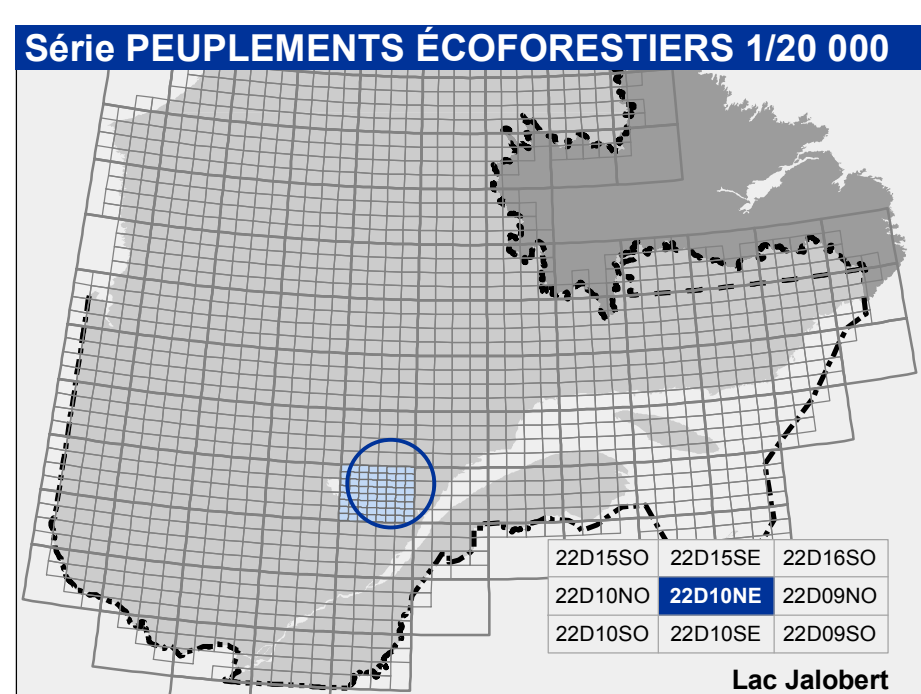 Série PEUPLEMENTS ÉCOFORESTIERS 1/20 000
22D15SO 22D15SE 22D16SO
22D10NO 22D10NE 22D09NO
22D10SO 22D10SE 22D09SO
Lac Jalobert